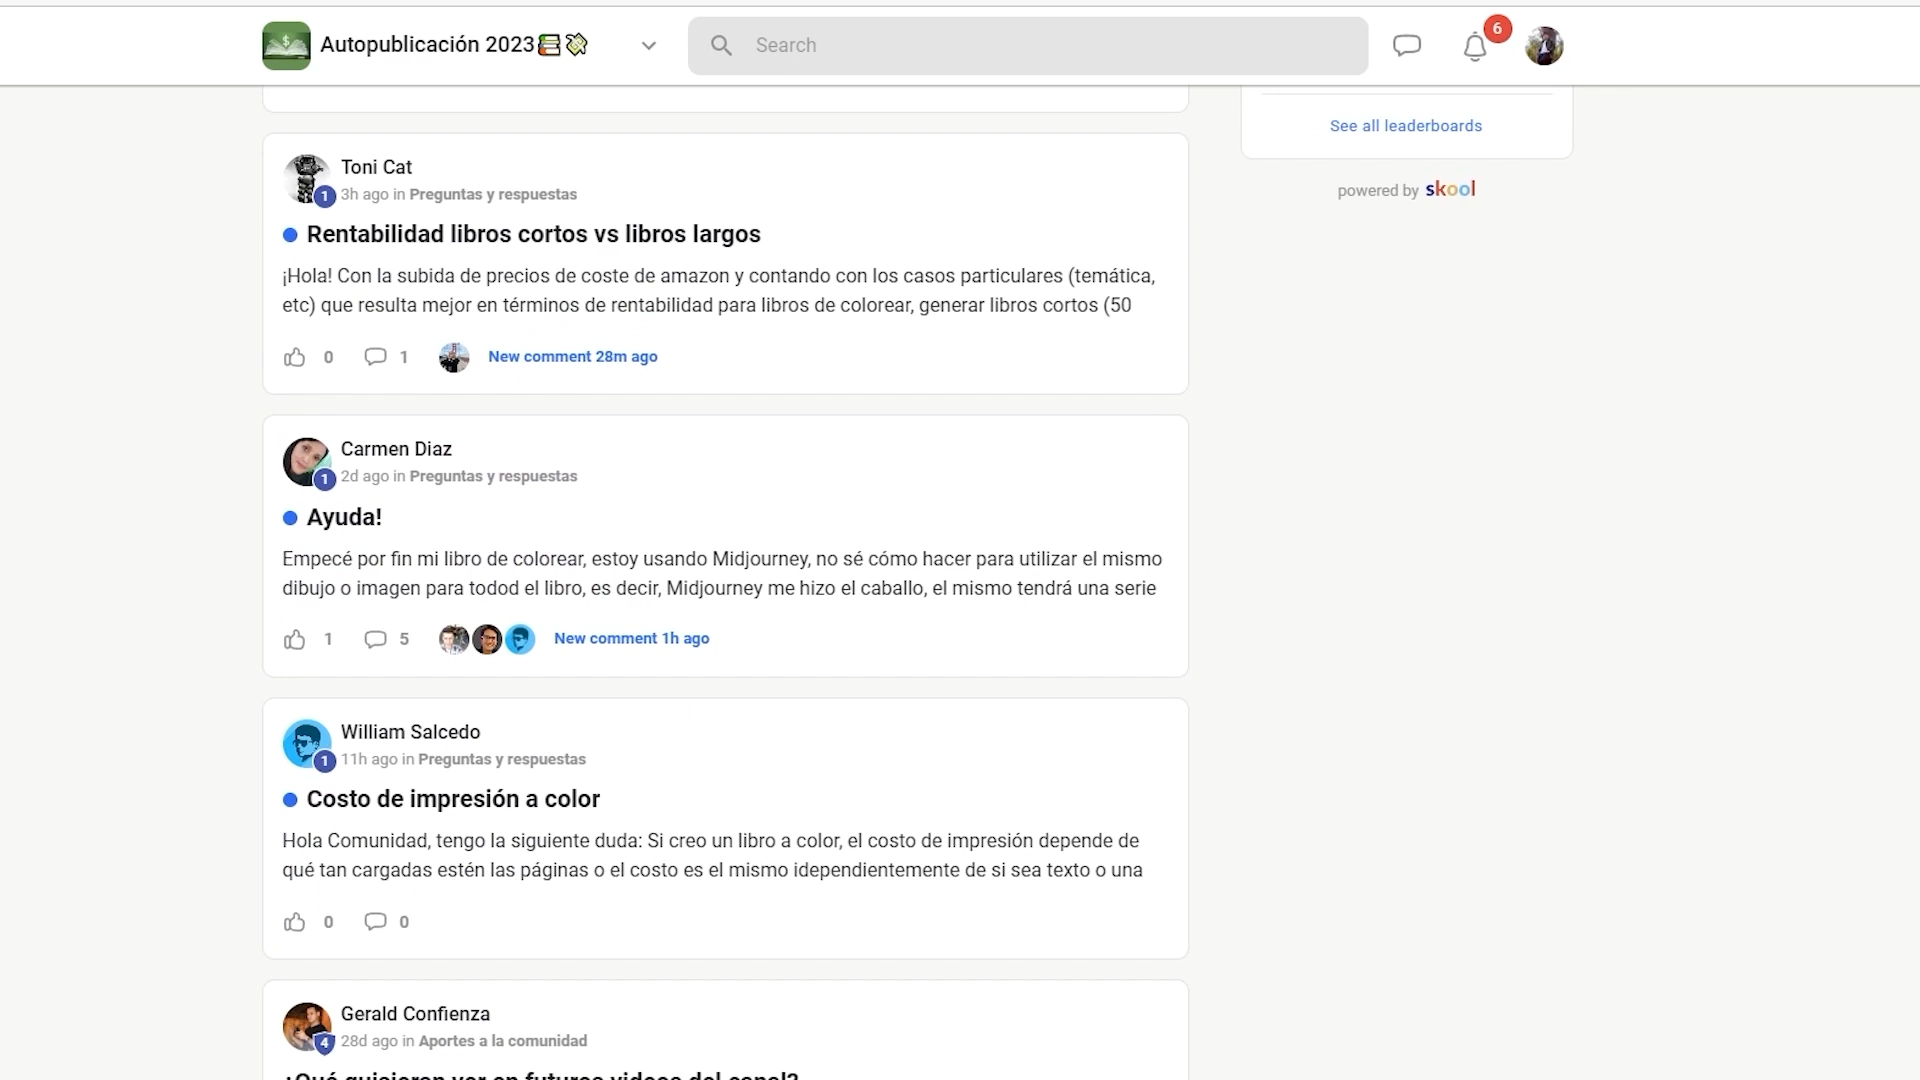 Autopublicación 2023
Search
6
See all leaderboards
powered by skool
Toni Cat
1
3h ago in Preguntas y respuestas
Rentabilidad libros cortos vs libros largos
¡Hola! Con la subida de precios de coste de amazon y contando con los casos particulares (temática,
etc) que resulta mejor en términos de rentabilidad para libros de colorear, generar libros cortos (50
0 1 New comment 28m ago
Carmen Diaz
1
2d ago in Preguntas y respuestas
Ayuda!
Empecé por fin mi libro de colorear, estoy usando Midjourney, no sé cómo hacer para utilizar el mismo
dibujo o imagen para todod el libro, es decir, Midjourney me hizo el caballo, el mismo tendrá una serie
1 5 New comment 1h ago
William Salcedo
1
11h ago in Preguntas y respuestas
Costo de impresión a color
Hola Comunidad, tengo la siguiente duda: Si creo un libro a color, el costo de impresión depende de
qué tan cargadas estén las páginas o el costo es el mismo idependientemente de si sea texto o una
0 0
Gerald Confienza
4
28d ago in Aportes a la comunidad
¿Qué quisieran ver en futuros videos del canal?